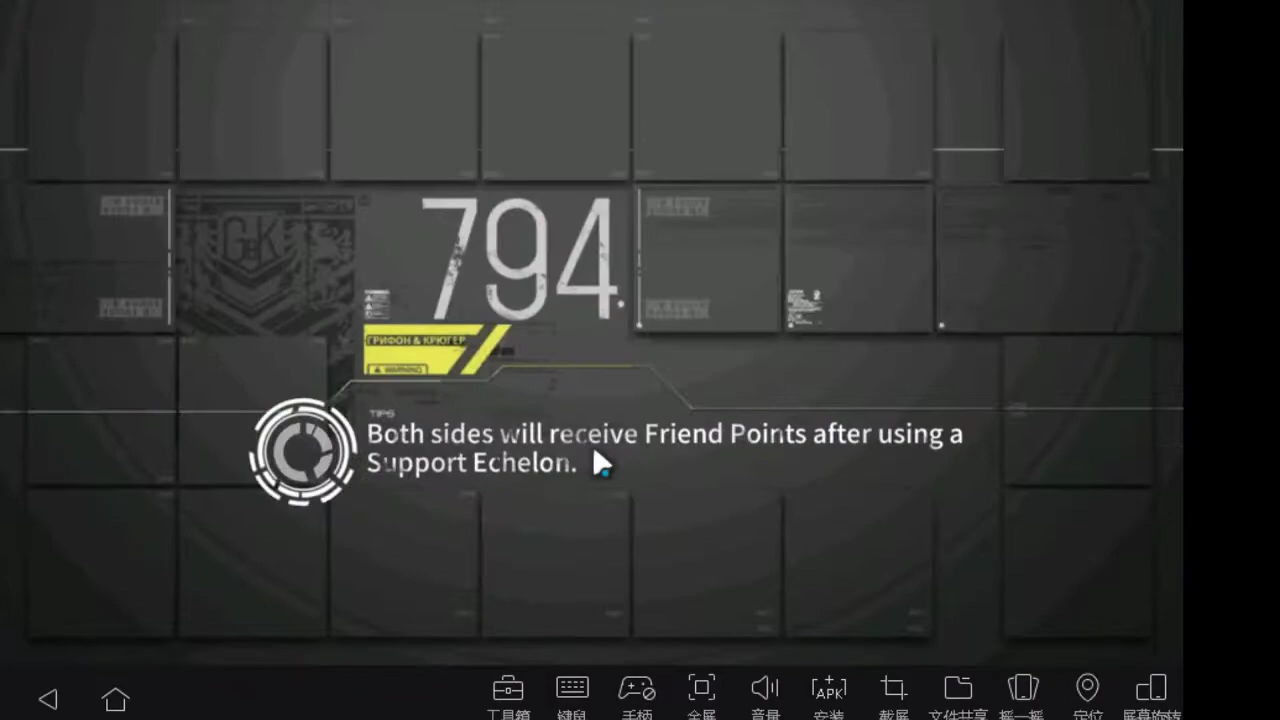 G&K
794.
ГРИФОН & КРЮГЕР
WARNING
TIPS
Both sides will receive Friend Points after using a
Support Echelon.
APK
工具箱 键鼠 手柄 全屏 音量 安装 截屏 文件共享 摇一摇 定位 屏幕旋转